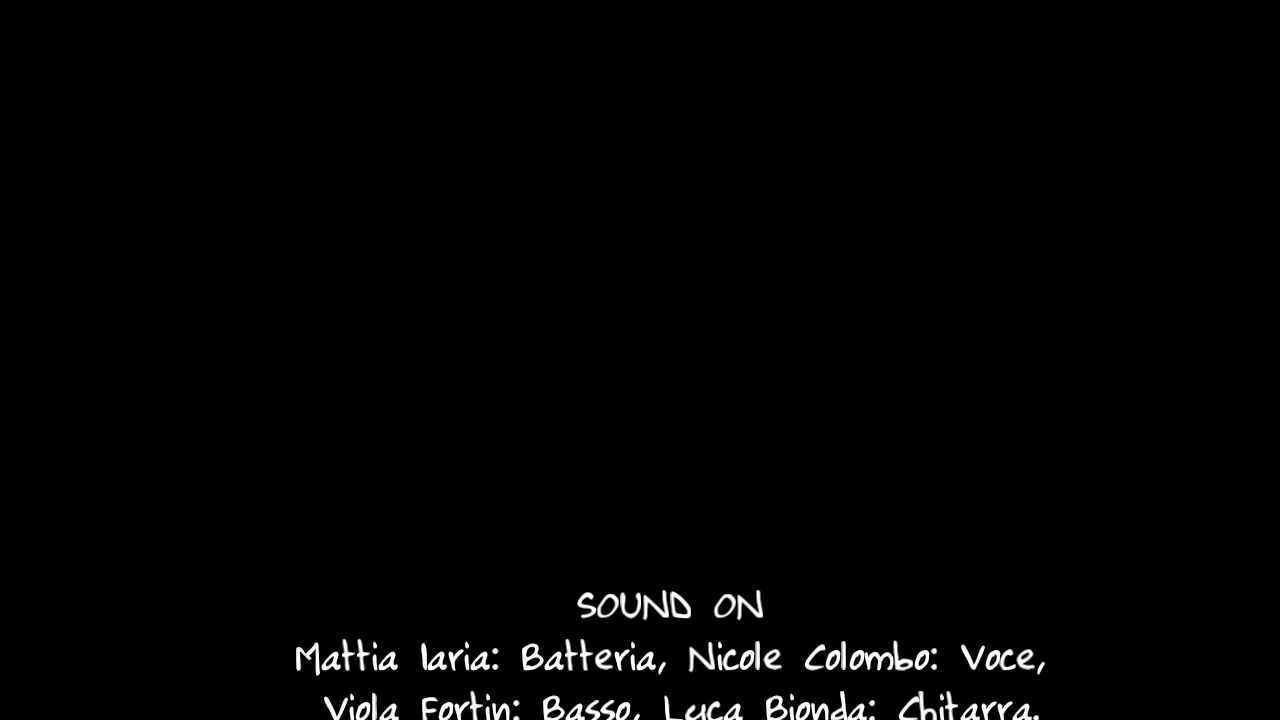 SOUND ON
Mattia Iaria: Batteria, Nicole Colombo: Voce,
Viola Fortin: Basso, Luca Bionda: Chitarra.